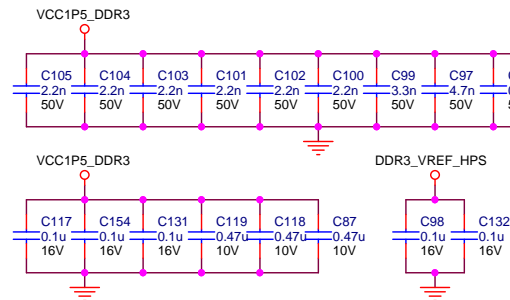 VCC1P5_DDR3
C105 C104 C103 C101 C102 C100 C99 C97
2.2n 2.2n 2.2n 2.2n 2.2n 2.2n 3.3n 4.7n
50V 50V 50V 50V 50V 50V 50V 50V
VCC1P5_DDR3 DDR3_VREF_HPS
C117 C154 C131 C119 C118 C87 C98 C132
0.1u 0.1u 0.1u 0.47u 0.47u 0.47u 0.1u 0.1u
16V 16V 16V 10V 10V 10V 16V 16V